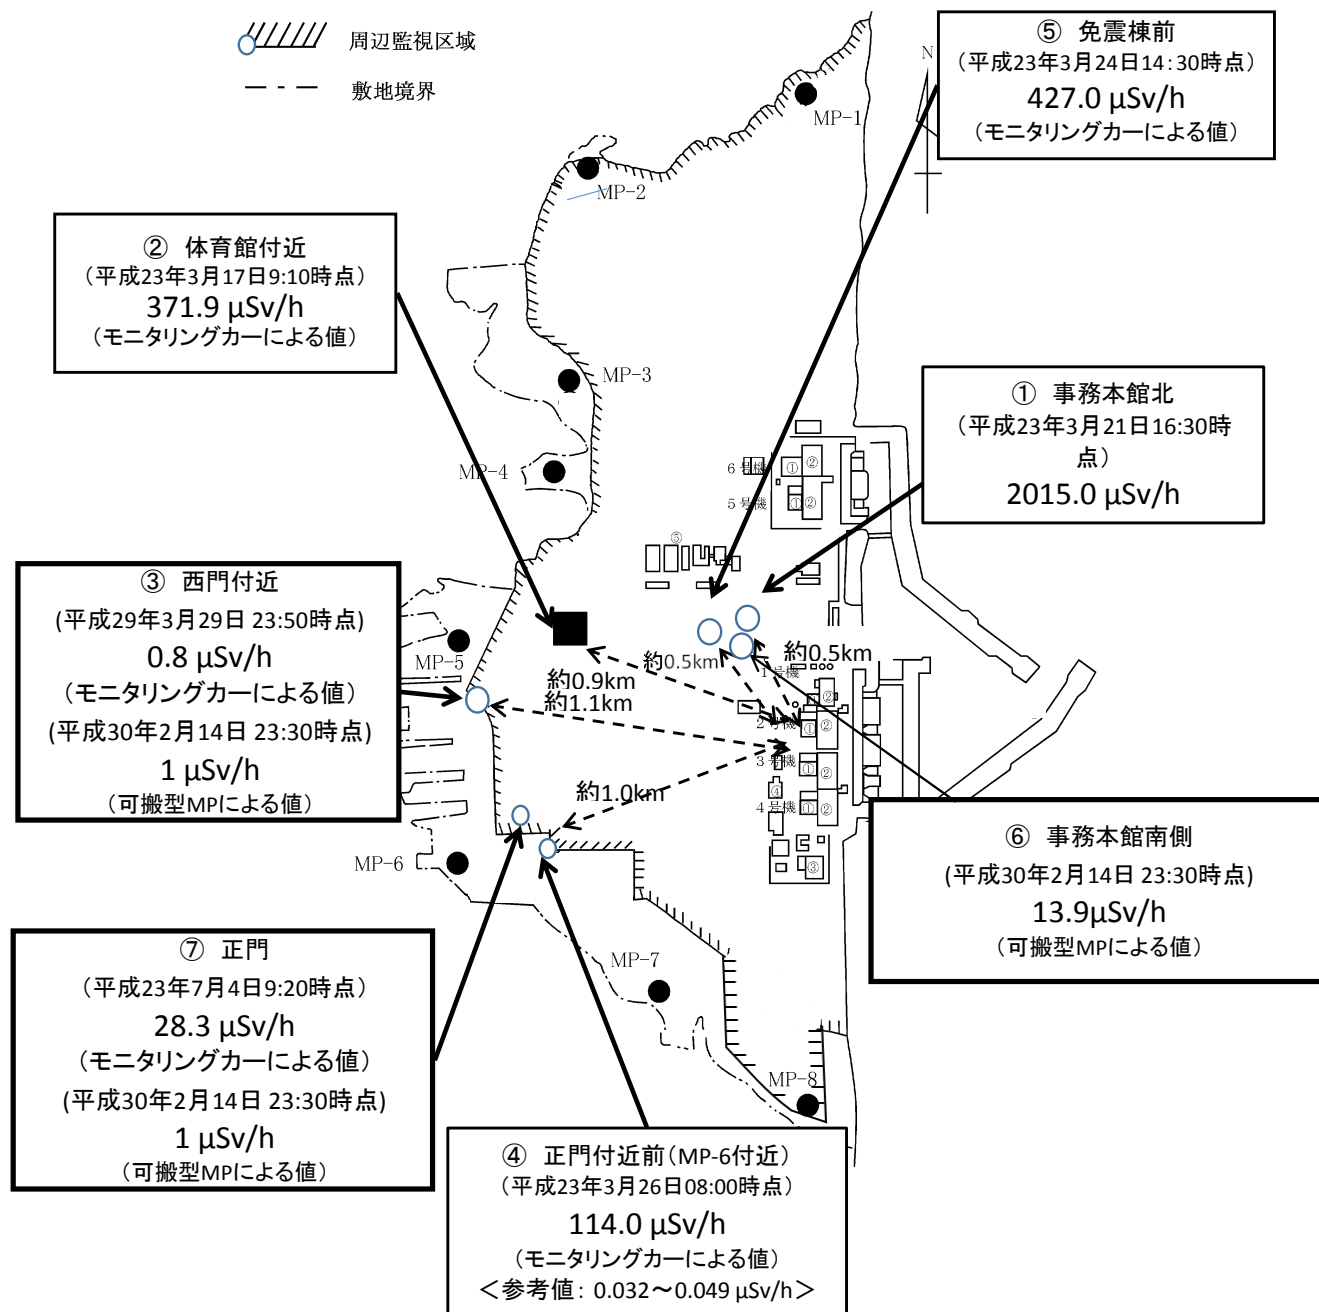 周辺監視区域
敷地境界
⑤ 免震棟前
(平成23年3月24日14:30時点)
427.0 μSv/h
(モニタリングカーによる値)
N
MP-1
MP-2
② 体育館付近
(平成23年3月17日9:10時点)
371.9 μSv/h
(モニタリングカーによる値)
MP-3
① 事務本館北
(平成23年3月21日16:30時
点)
2015.0 μSv/h
MP-4
6号機
①
②
5号機
①
②
⑤
③ 西門付近
(平成29年3月29日 23:50時点)
0.8 μSv/h
(モニタリングカーによる値)
(平成30年2月14日 23:30時点)
1 μSv/h
(可搬型MPによる値)
MP-5
約0.5km
約0.5km
約0.9km
約1.1km
1号機
②
2号機
①
②
3号機
①
②
約1.0km
④
4号機
①
②
③
MP-6
⑥ 事務本館南側
(平成30年2月14日 23:30時点)
13.9μSv/h
(可搬型MPによる値)
⑦ 正門
(平成23年7月4日9:20時点)
28.3 μSv/h
(モニタリングカーによる値)
(平成30年2月14日 23:30時点)
1 μSv/h
(可搬型MPによる値)
MP-7
MP-8
④ 正門付近前(MP-6付近)
(平成23年3月26日08:00時点)
114.0 μSv/h
(モニタリングカーによる値)
<参考値: 0.032~0.049 μSv/h>